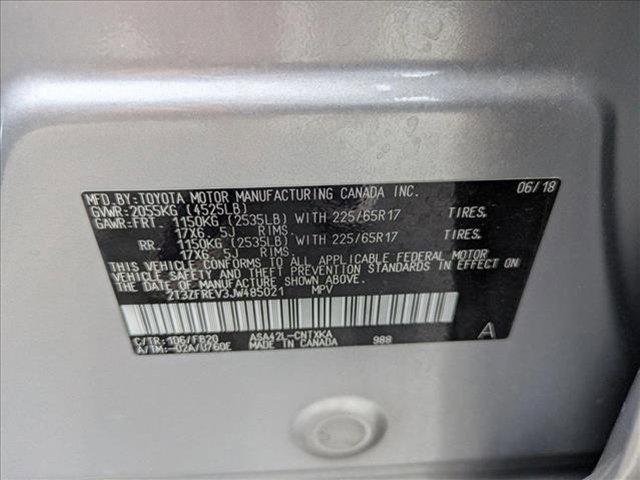 MFD.BY:TOYOTA MOTOR MANUFACTURING CANADA INC. 06/18
GVWR:2055KG (4525LB)
GAWR:FRT. 1150KG (2535LB) WITH 225/65R17 TIRES.
17X6. 5J RIMS.
RR. 1150KG (2535LB) WITH 225/65R17 TIRES.
17X6. 5J RIMS.
THIS VEHICLE CONFORMS TO ALL APPLICABLE FEDERAL MOTOR
VEHICLE SAFETY AND BUMPER STANDARDS IN EFFECT ON
THE DATE OF MANUFACTURE SHOWN ABOVE.
2T3ZFREV3JW485021 MPV
C/TR:106/FB20 ASA42L-CNTXKA 988 A
A/TM:-02A/U760E MADE IN CANADA